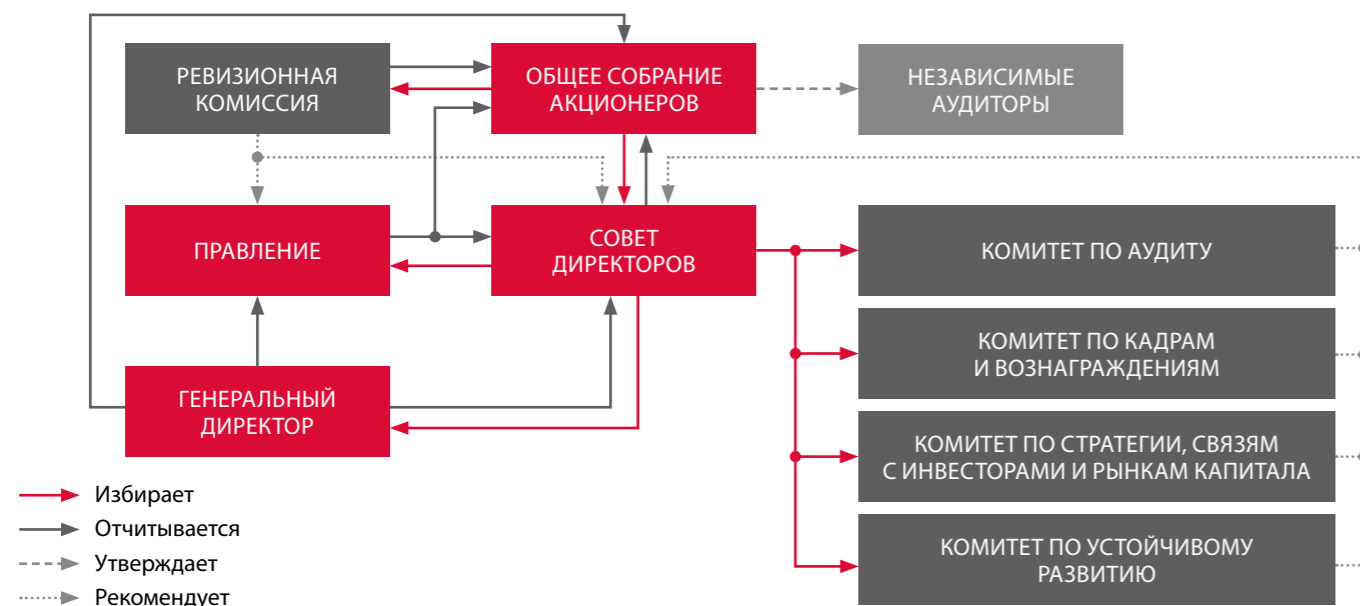 РЕВИЗИОННАЯ
КОМИССИЯ
ОБЩЕЕ СОБРАНИЕ
АКЦИОНЕРОВ
НЕЗАВИСИМЫЕ
АУДИТОРЫ
ПРАВЛЕНИЕ
СОВЕТ
ДИРЕКТОРОВ
КОМИТЕТ ПО АУДИТУ
КОМИТЕТ ПО КАДРАМ
И ВОЗНАГРАЖДЕНИЯМ
ГЕНЕРАЛЬНЫЙ
ДИРЕКТОР
КОМИТЕТ ПО СТРАТЕГИИ, СВЯЗЯМ
С ИНВЕСТОРАМИ И РЫНКАМ КАПИТАЛА
КОМИТЕТ ПО УСТОЙЧИВОМУ
РАЗВИТИЮ
Избирает
Отчитывается
Утверждает
Рекомендует